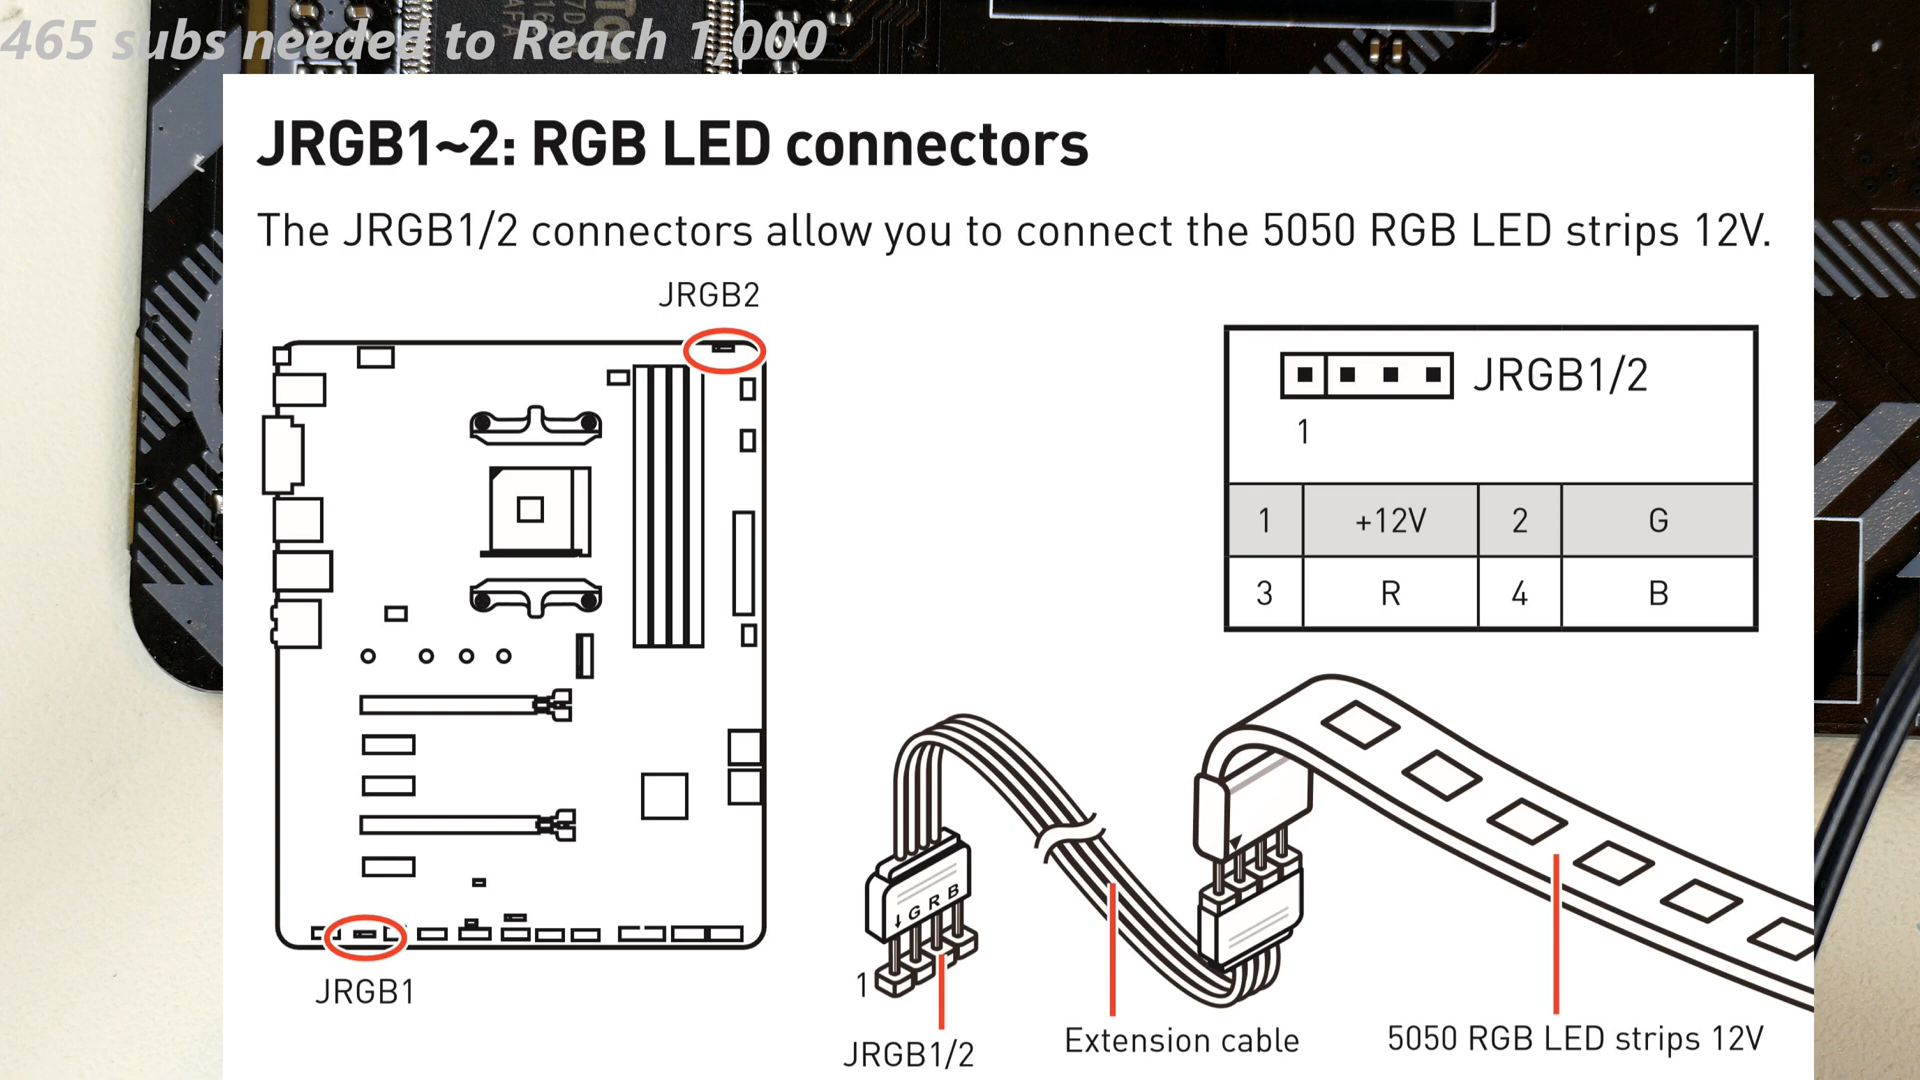 465 subs needed to Reach 1,000
JRGB1~2: RGB LED connectors
The JRGB1/2 connectors allow you to connect the 5050 RGB LED strips 12V.
JRGB2
JRGB1/2
1
1 +12V 2 G
3 R 4 B
G R B
1
JRGB1
JRGB1/2
Extension cable
5050 RGB LED strips 12V